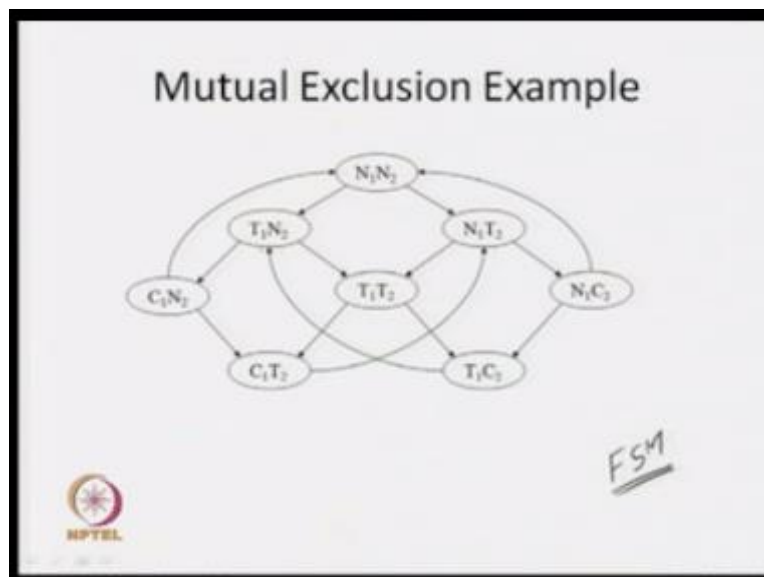 Mutual Exclusion Example
N₁N₂
T₁N₂
N₁T₂
C₁N₂
T₁T₂
N₁C₂
C₁T₂
T₁C₂
FSM
NPTEL